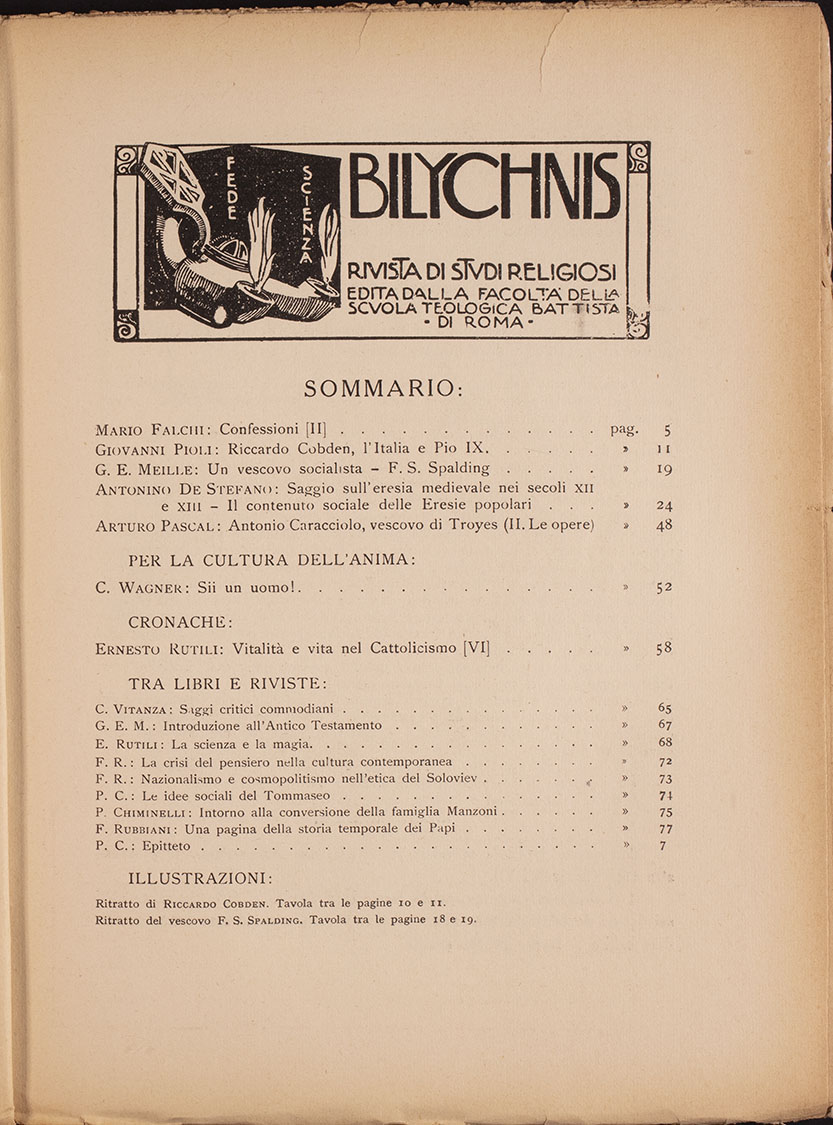 FEDE
SCIENZA
BILYCHNIS
RIVISTA DI STVDI RELIGIOSI
EDITA DALLA FACOLTA' DELLA
SCVOLA TEOLOGICA BATTISTA
- DI ROMA -
SOMMARIO:
MARIO FALCHI: Confessioni [II] . . . . . . . . . . . . . pag. 5
GIOVANNI PIOLI: Riccardo Cobden, l'Italia e Pio IX. . . . . . » 11
G. E. MEILLE: Un vescovo socialista – F. S. Spalding . . . . . » 19
ANTONINO DE STEFANO: Saggio sull'eresia medievale nei secoli XII
e XIII – Il contenuto sociale delle Eresie popolari . . . » 24
ARTURO PASCAL: Antonio Caracciolo, vescovo di Troyes (II. Le opere) » 48
PER LA CULTURA DELL'ANIMA:
C. WAGNER: Sii un uomo!. . . . . . . . . . . . . . . » 52
CRONACHE:
ERNESTO RUTILI: Vitalità e vita nel Cattolicismo [VI] . . . . . » 58
TRA LIBRI E RIVISTE:
C. VITANZA: Saggi critici commodiani . . . . . . . . . . . . . . . » 65
G. E. M.: Introduzione all'Antico Testamento . . . . . . . . . . . . » 67
E. RUTILI: La scienza e la magia. . . . . . . . . . . . . . . . . » 68
F. R.: La crisi del pensiero nella cultura contemporanea . . . . . . . . » 72
F. R.: Nazionalismo e cosmopolitismo nell'etica del Soloviev . . . . . . . » 73
P. C.: Le idee sociali del Tommaseo . . . . . . . . . . . . . . . » 74
P. CHIMINELLI: Intorno alla conversione della famiglia Manzoni . . . . . . » 75
F. RUBBIANI: Una pagina della storia temporale dei Papi . . . . . . . . » 77
P. C.: Epitteto . . . . . . . . . . . . . . . . . . . . . . . » 7
ILLUSTRAZIONI:
Ritratto di RICCARDO COBDEN. Tavola tra le pagine 10 e 11.
Ritratto del vescovo F. S. SPALDING. Tavola tra le pagine 18 e 19.